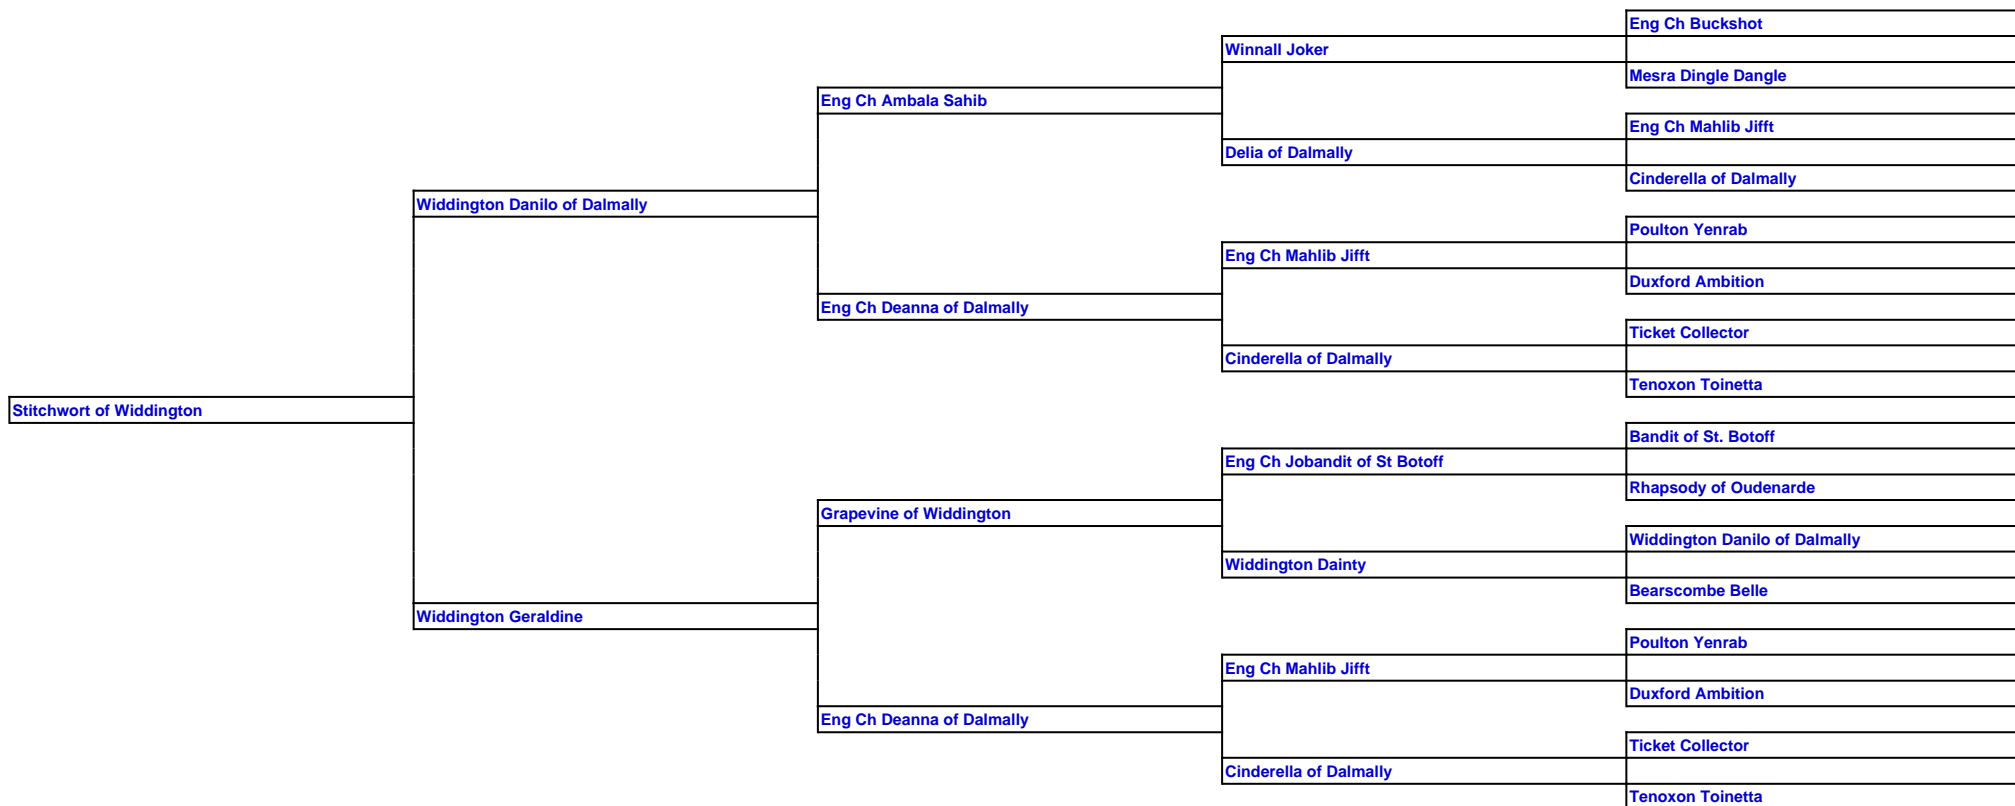 Eng Ch Buckshot
Winnall Joker
Mesra Dingle Dangle
Eng Ch Ambala Sahib
Eng Ch Mahlib Jifft
Delia of Dalmally
Cinderella of Dalmally
Widdington Danilo of Dalmally
Poulton Yenrab
Eng Ch Mahlib Jifft
Duxford Ambition
Eng Ch Deanna of Dalmally
Ticket Collector
Cinderella of Dalmally
Tenoxon Toinetta
Stitchwort of Widdington
Bandit of St. Botoff
Eng Ch Jobandit of St Botoff
Rhapsody of Oudenarde
Grapevine of Widdington
Widdington Danilo of Dalmally
Widdington Dainty
Bearscombe Belle
Widdington Geraldine
Poulton Yenrab
Eng Ch Mahlib Jifft
Duxford Ambition
Eng Ch Deanna of Dalmally
Ticket Collector
Cinderella of Dalmally
Tenoxon Toinetta